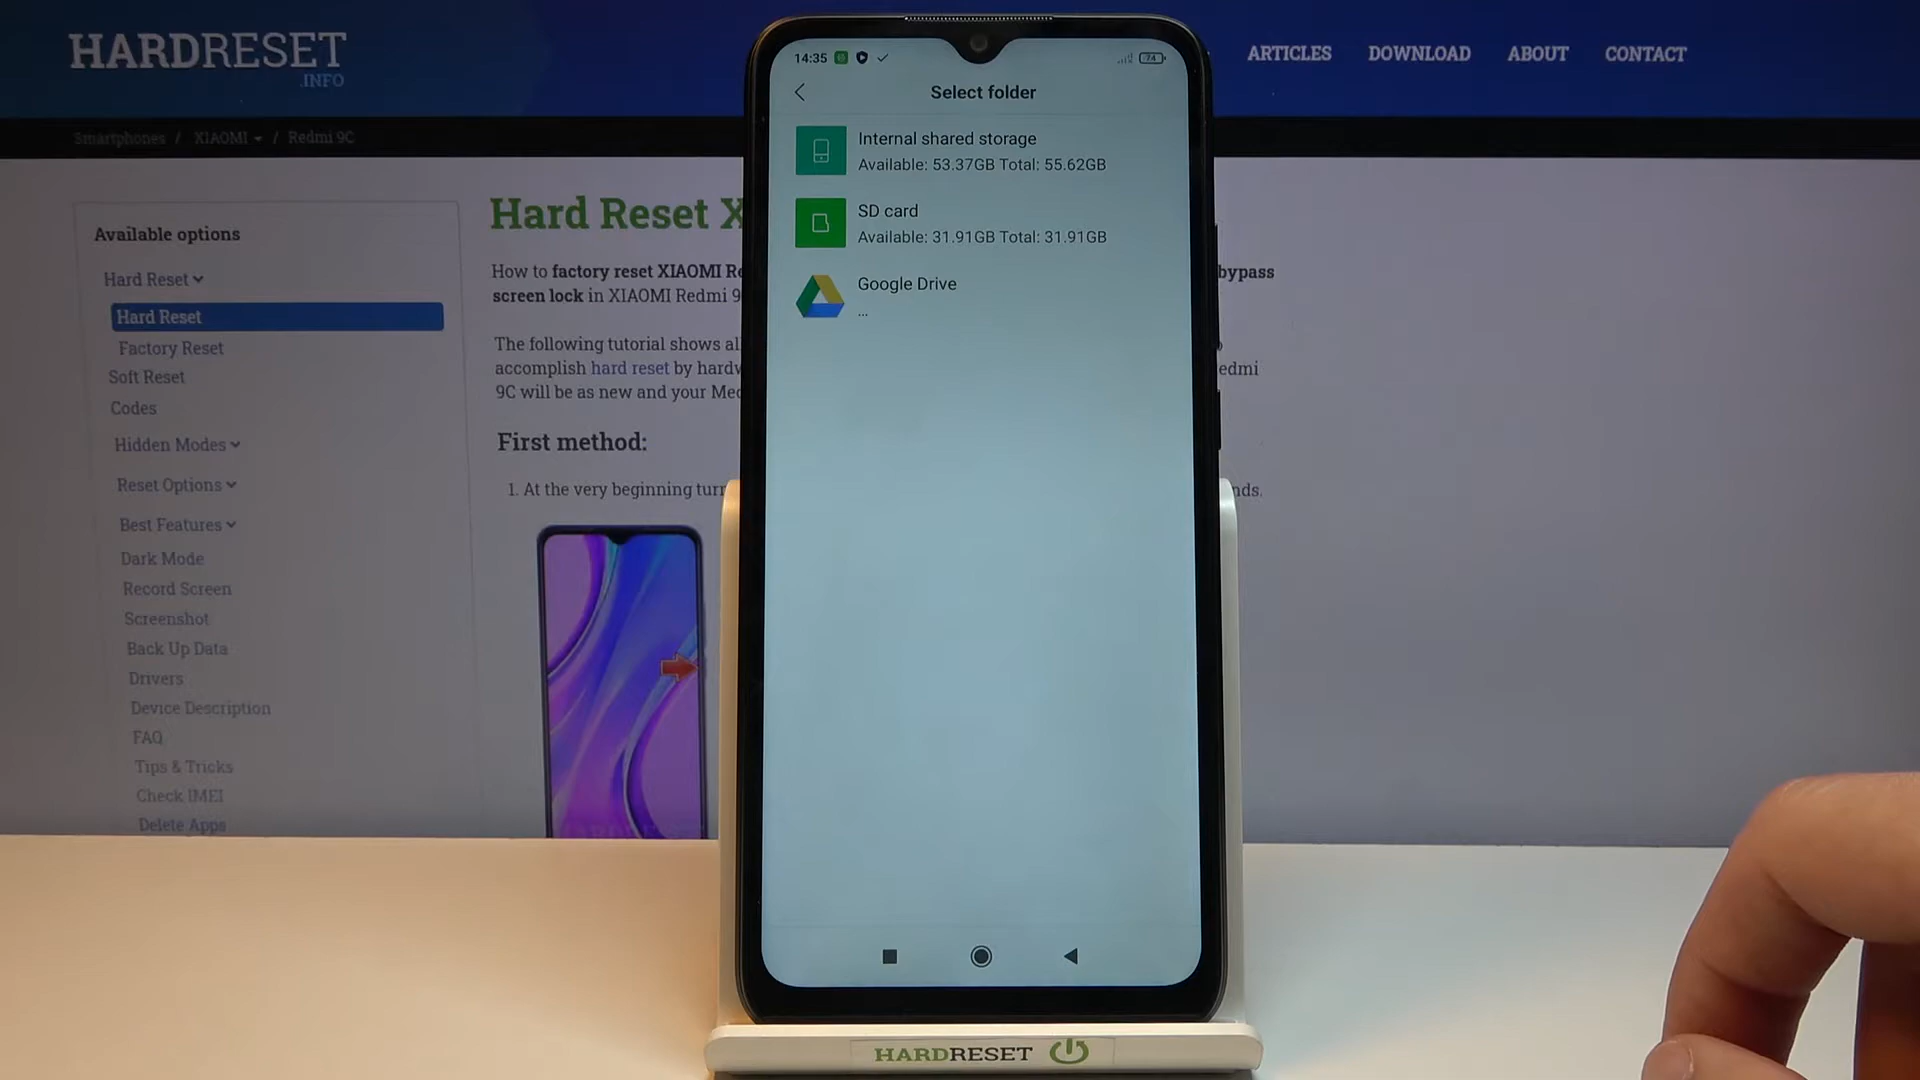 HARDRESET
.INFO
ARTICLES DOWNLOAD ABOUT CONTACT
Smartphones / XIAOMI / Redmi 9C
Available options
Hard Reset
Hard Reset
Factory Reset
Soft Reset
Codes
Hidden Modes
Reset Options
Best Features
Dark Mode
Record Screen
Screenshot
Back Up Data
Drivers
Device Description
FAQ
Tips & Tricks
Check IMEI
Delete Apps
Hard Reset X
How to factory reset XIAOMI Re bypass
screen lock in XIAOMI Redmi 9
The following tutorial shows al
accomplish hard reset by hardw edmi
9C will be as new and your Med
First method:
1. At the very beginning turn nds.
14:35 74
Select folder
Internal shared storage
Available: 53.37GB Total: 55.62GB
SD card
Available: 31.91GB Total: 31.91GB
Google Drive
...
HARDRESET